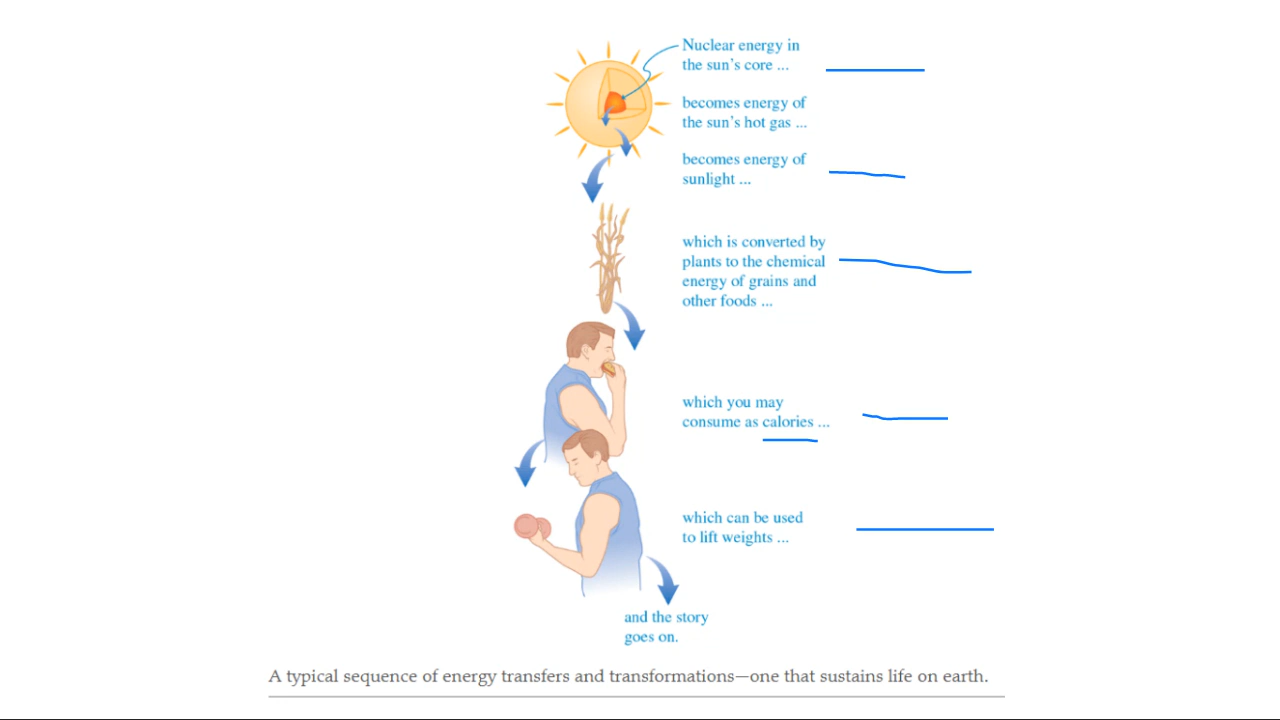 Nuclear energy in
the sun's core ...
becomes energy of
the sun's hot gas ...
becomes energy of
sunlight ...
which is converted by
plants to the chemical
energy of grains and
other foods ...
which you may
consume as calories ...
which can be used
to lift weights ...
and the story
goes on.
A typical sequence of energy transfers and transformations—one that sustains life on earth.